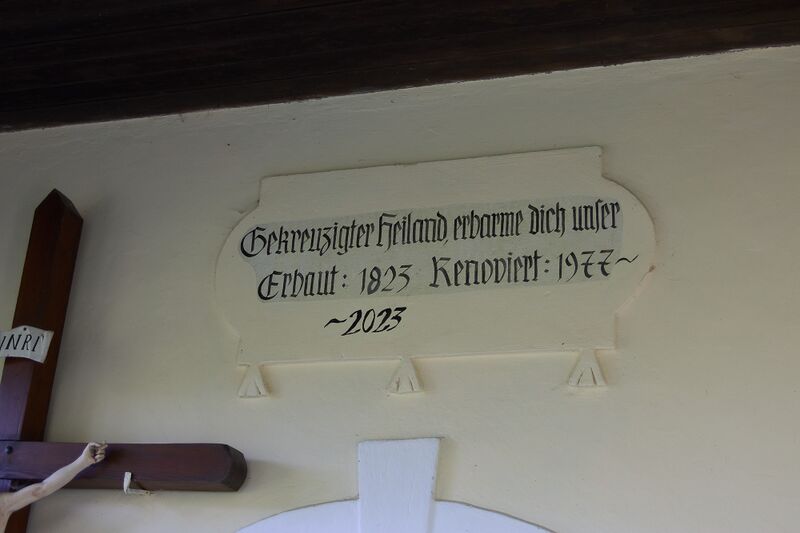 Gekreuzigter Heiland, erbarme dich unser
Erbaut: 1823 Renoviert: 1977~
~2023
INRI